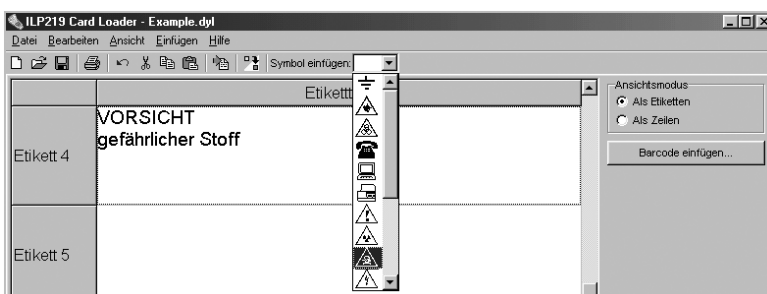 ILP219 Card Loader - Example.dyl
Datei Bearbeiten Ansicht Einfügen Hilfe
Symbol einfügen:
Etikettt
VORSICHT
gefährlicher Stoff
Etikett 4
Etikett 5
Ansichtsmodus
Als Etiketten
Als Zeilen
Barcode einfügen...